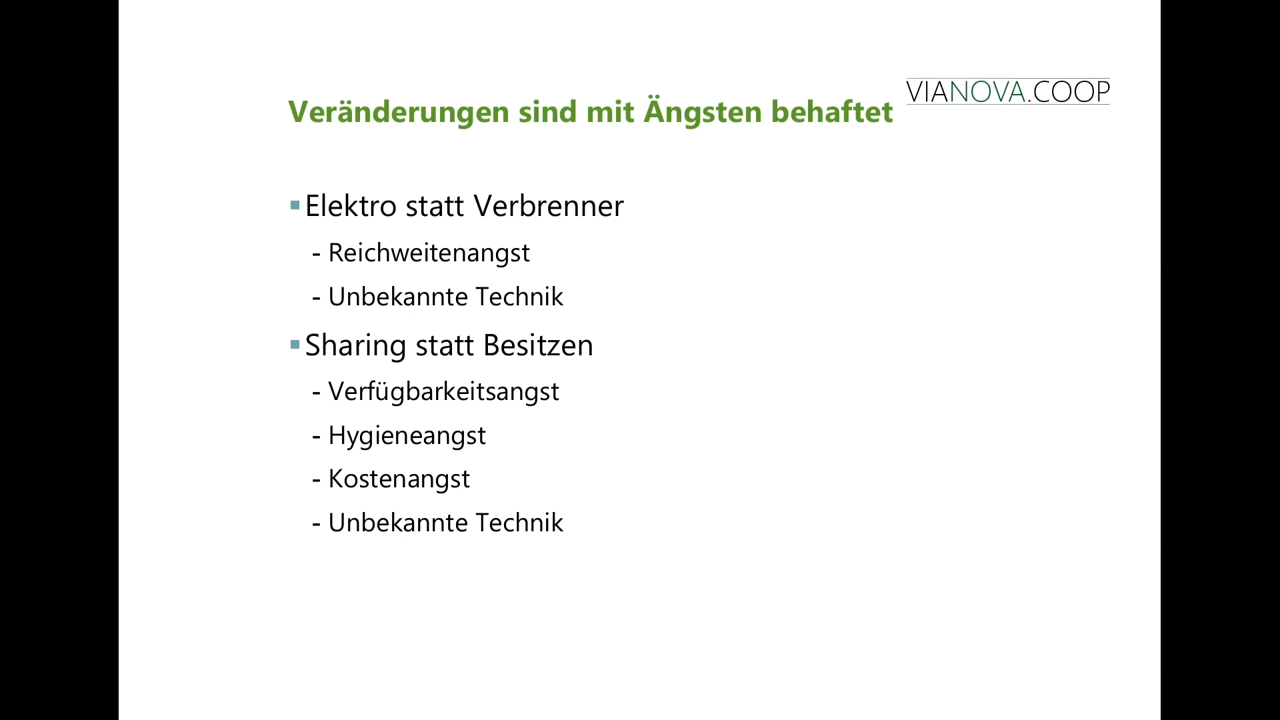 VIANOVA.COOP
Veränderungen sind mit Ängsten behaftet
▪Elektro statt Verbrenner
- Reichweitenangst
- Unbekannte Technik
▪Sharing statt Besitzen
- Verfügbarkeitsangst
- Hygieneangst
- Kostenangst
- Unbekannte Technik